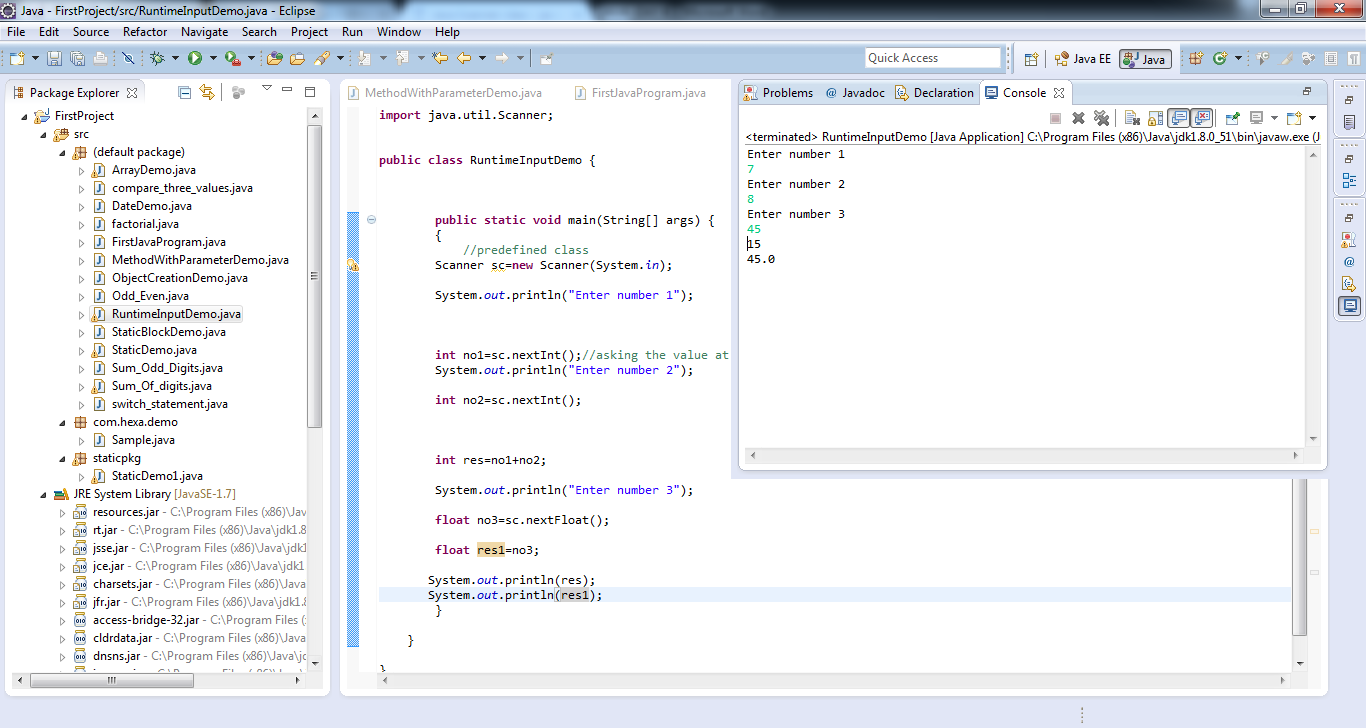 Java - FirstProject/src/RuntimeInputDemo.java - Eclipse
File Edit Source Refactor Navigate Search Project Run Window Help
Quick Access
Java EE
Java
Package Explorer
FirstProject
src
(default package)
ArrayDemo.java
compare_three_values.java
DateDemo.java
factorial.java
FirstJavaProgram.java
MethodWithParameterDemo.java
ObjectCreationDemo.java
Odd_Even.java
RuntimeInputDemo.java
StaticBlockDemo.java
StaticDemo.java
Sum_Odd_Digits.java
Sum_Of_digits.java
switch_statement.java
com.hexa.demo
Sample.java
staticpkg
StaticDemo1.java
JRE System Library [JavaSE-1.7]
resources.jar - C:\Program Files (x86)\Jav
rt.jar - C:\Program Files (x86)\Java\jdk1.8
jsse.jar - C:\Program Files (x86)\Java\jdk
jce.jar - C:\Program Files (x86)\Java\jdk1
charsets.jar - C:\Program Files (x86)\Java
jfr.jar - C:\Program Files (x86)\Java\jdk1.8
access-bridge-32.jar - C:\Program Files (x
cldrdata.jar - C:\Program Files (x86)\Java
dnsns.jar - C:\Program Files (x86)\Java\jd
MethodWithParameterDemo.java
FirstJavaProgram.java
import java.util.Scanner;
public class RuntimeInputDemo {
public static void main(String[] args) {
{
//predefined class
Scanner sc=new Scanner(System.in);
System.out.println("Enter number 1");
int no1=sc.nextInt();//asking the value at
System.out.println("Enter number 2");
int no2=sc.nextInt();
int res=no1+no2;
System.out.println("Enter number 3");
float no3=sc.nextFloat();
float res1=no3;
System.out.println(res);
System.out.println(res1);
}
}
}
Problems @ Javadoc Declaration Console
<terminated> RuntimeInputDemo [Java Application] C:\Program Files (x86)\Java\jdk1.8.0_51\bin\javaw.exe (J
Enter number 1
7
Enter number 2
8
Enter number 3
45
15
45.0